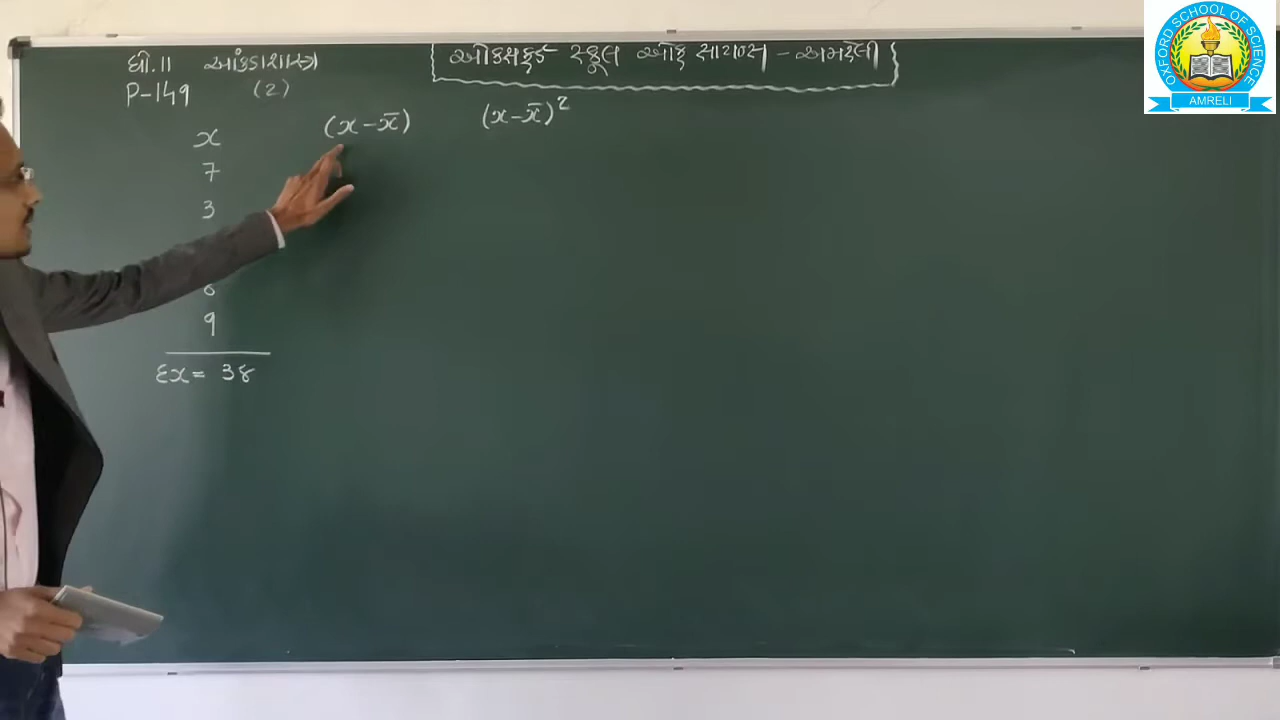 ધો.11 આંકડાશાસ્ત્ર
P-149 (2)
ઓક્સફર્ડ સ્કૂલ ઓફ સાયન્સ - અમરેલી
x (x-x̄) (x-x̄)²
7
3
9
Σx = 38
OXFORD SCHOOL OF SCIENCE
AMRELI